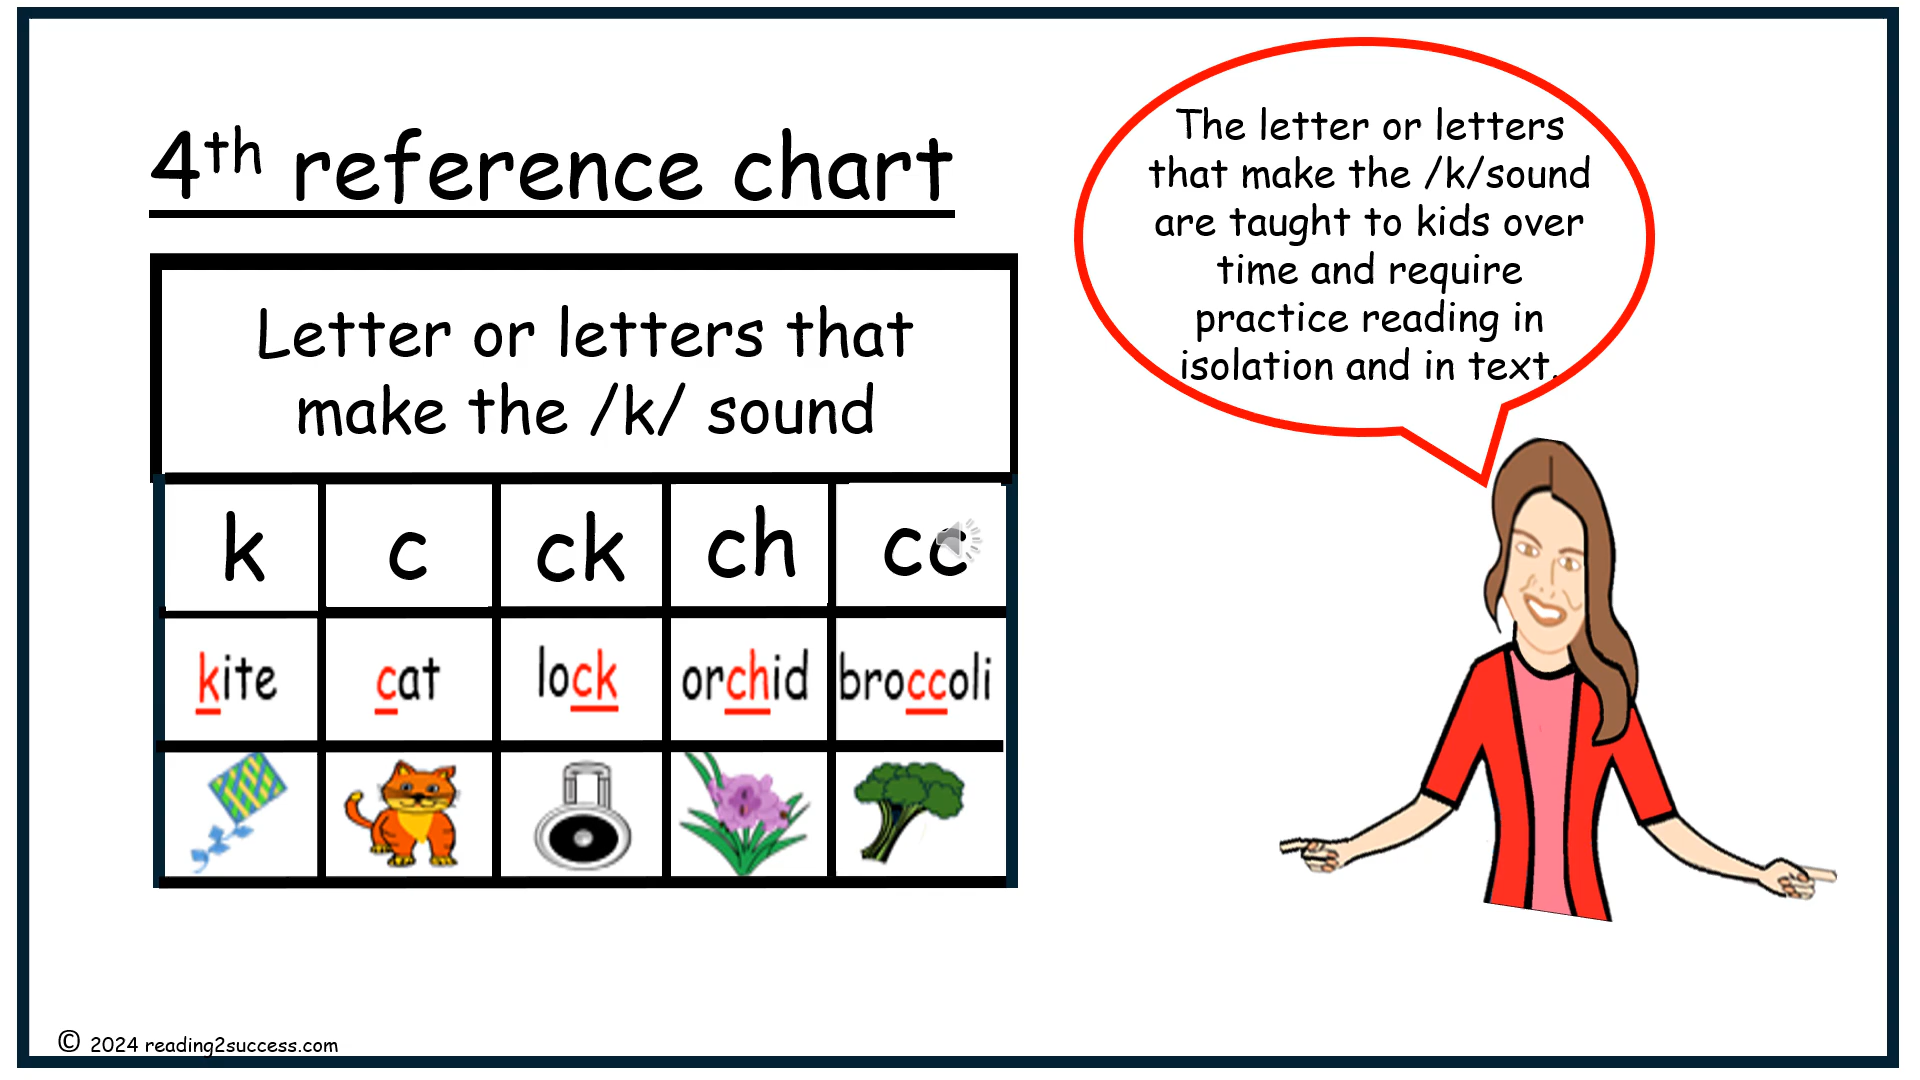 4th reference chart
Letter or letters that
make the /k/ sound
k c ck ch cc
kite cat lock orchid broccoli
The letter or letters
that make the /k/sound
are taught to kids over
time and require
practice reading in
isolation and in text.
© 2024 reading2success.com